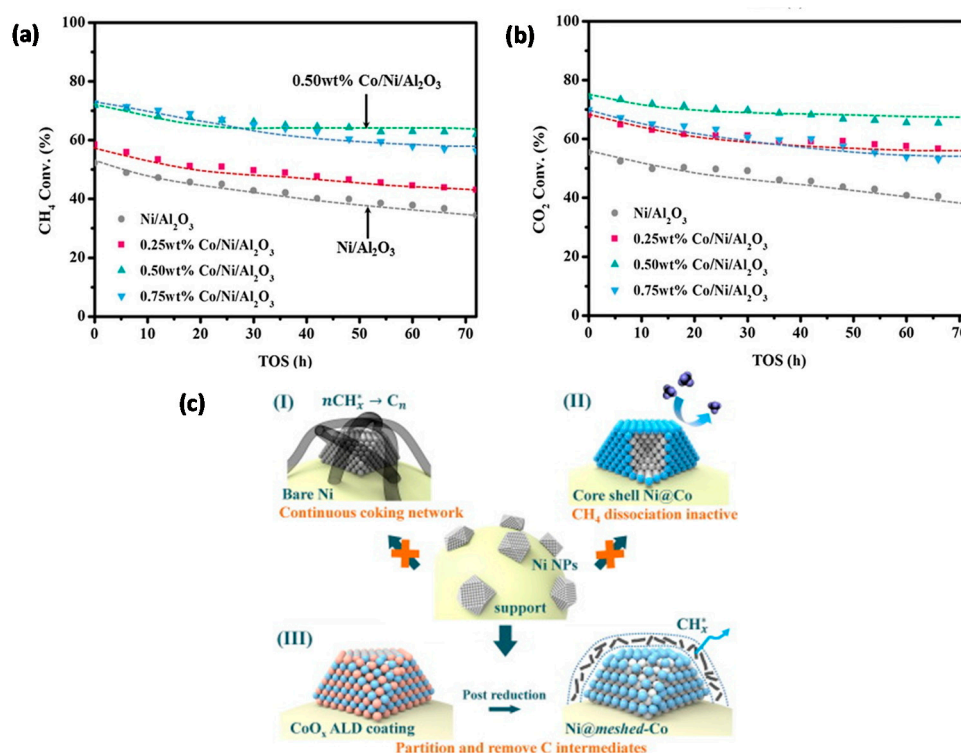 (a)
100
80
60
40
20
0
CH₄ Conv. (%)
0.50wt% Co/Ni/Al₂O₃
Ni/Al₂O₃
Ni/Al₂O₃
0.25wt% Co/Ni/Al₂O₃
0.50wt% Co/Ni/Al₂O₃
0.75wt% Co/Ni/Al₂O₃
0 10 20 30 40 50 60 70
TOS (h)
(b)
100
80
60
40
20
0
CO₂ Conv. (%)
Ni/Al₂O₃
0.25wt% Co/Ni/Al₂O₃
0.50wt% Co/Ni/Al₂O₃
0.75wt% Co/Ni/Al₂O₃
0 10 20 30 40 50 60 70
TOS (h)
(c)
(I)
nCHₓ* → Cₙ
Bare Ni
Continuous coking network
(II)
Core shell Ni@Co
CH₄ dissociation inactive
Ni NPs
support
(III)
CoOₓ ALD coating
Post reduction
CHₓ*
Ni@meshed-Co
Partition and remove C intermediates